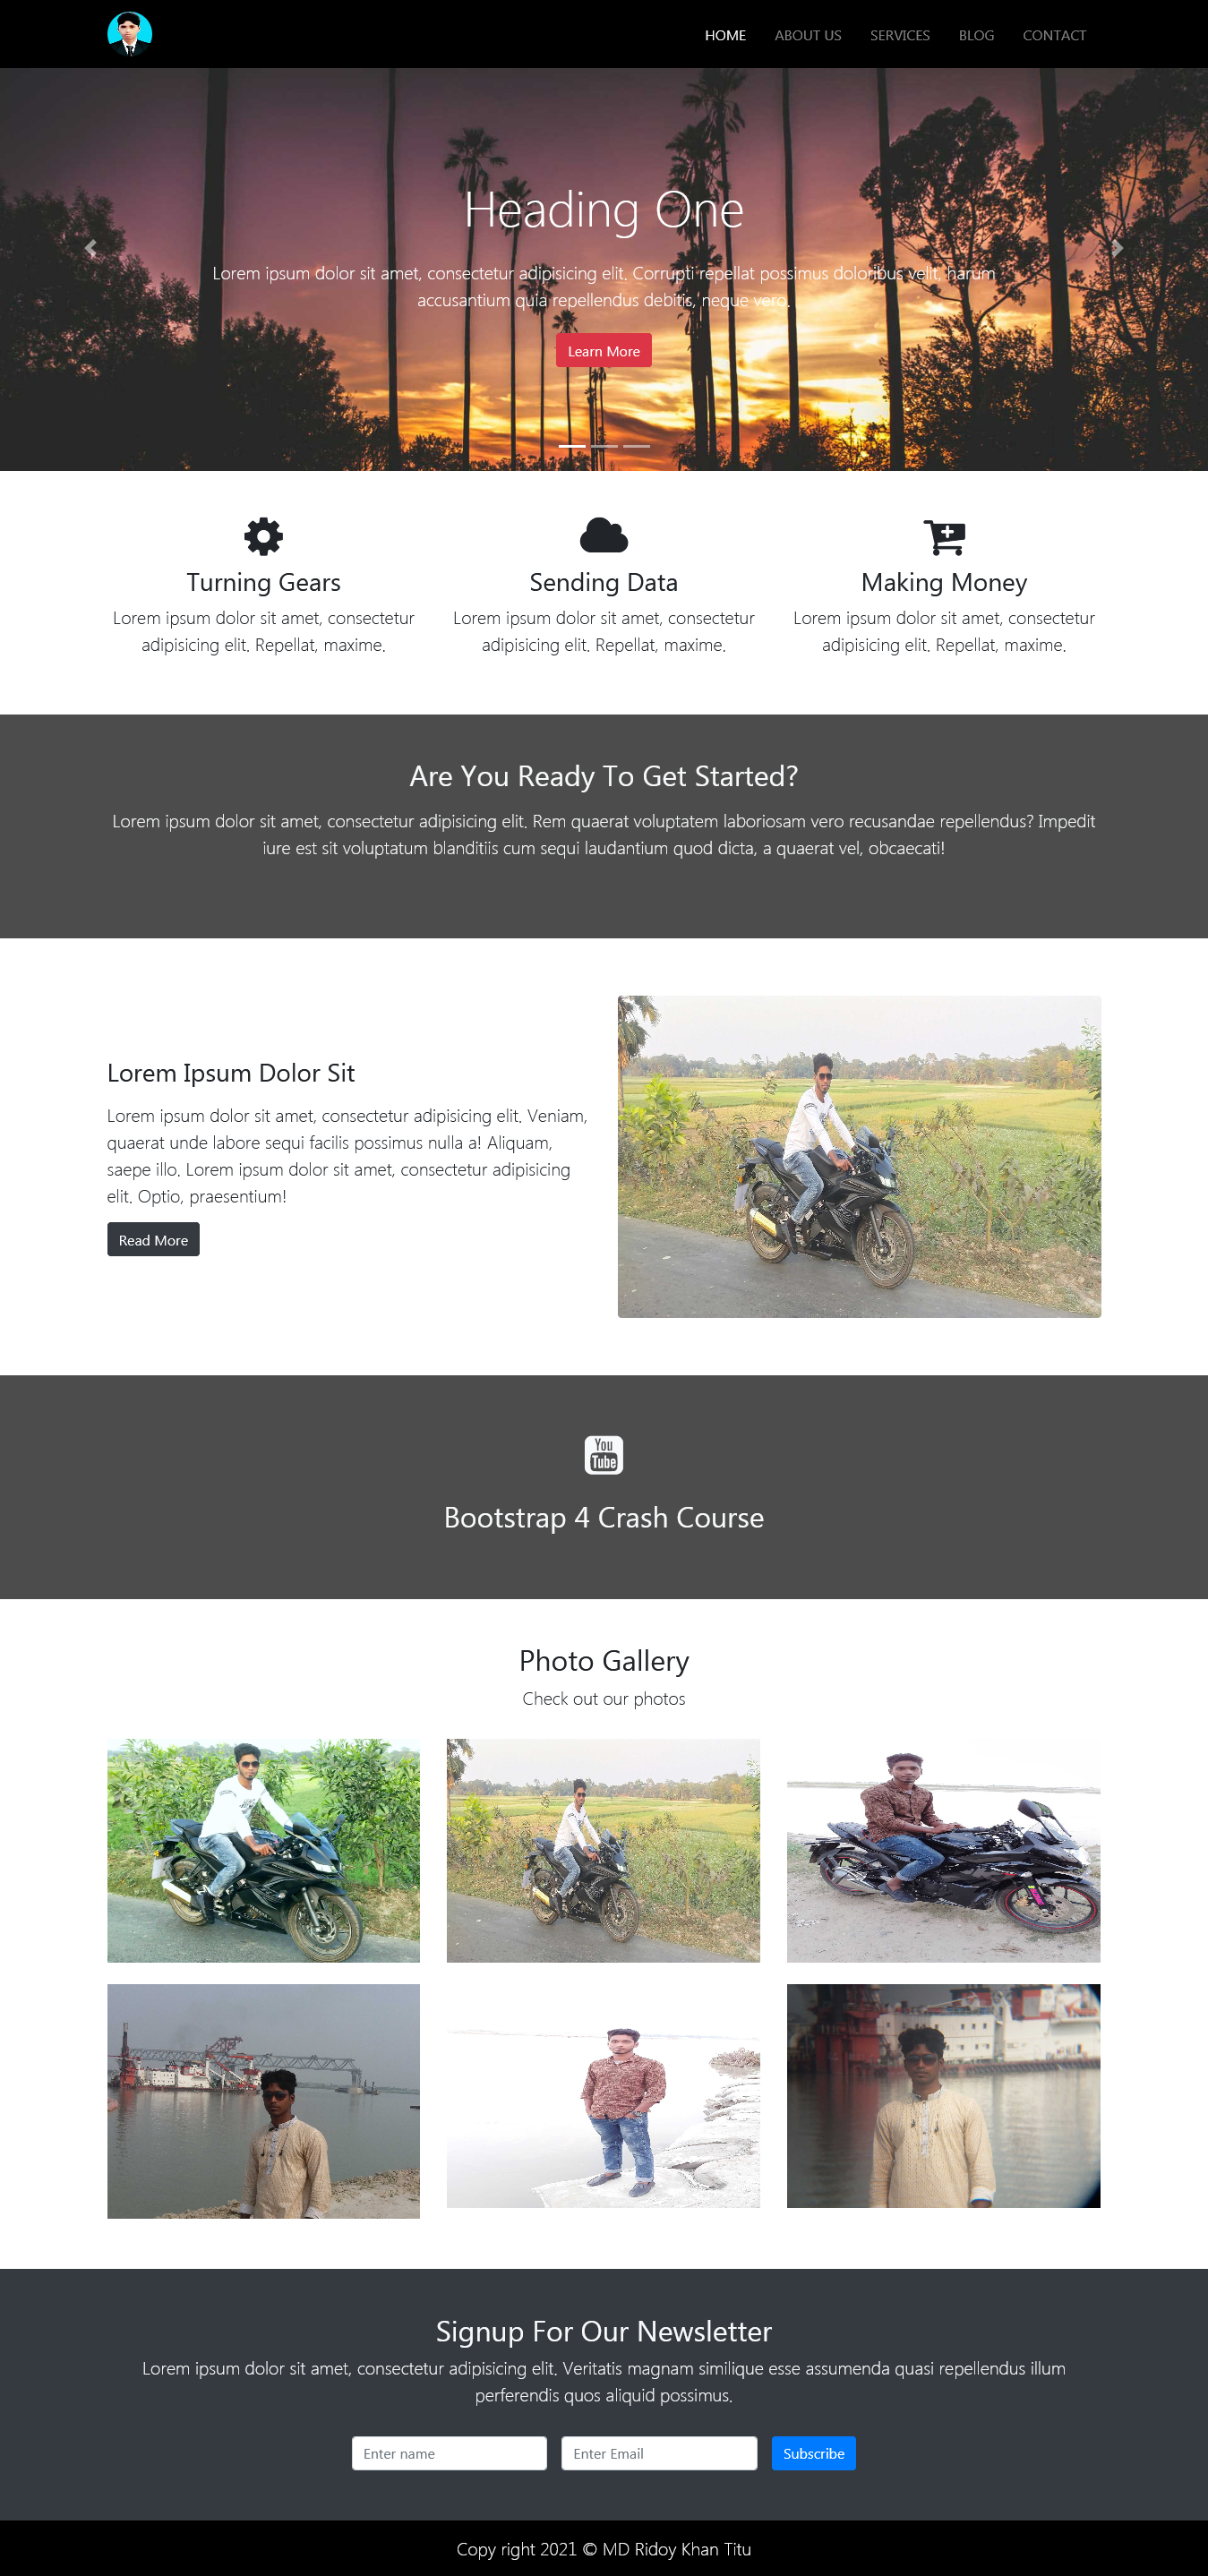 HOME ABOUT US SERVICES BLOG CONTACT
Heading One
Lorem ipsum dolor sit amet, consectetur adipisicing elit. Corrupti repellat possimus doloribus velit, harum
accusantium quia repellendus debitis, neque vero.
Learn More
Turning Gears
Lorem ipsum dolor sit amet, consectetur
adipisicing elit. Repellat, maxime.
Sending Data
Lorem ipsum dolor sit amet, consectetur
adipisicing elit. Repellat, maxime.
Making Money
Lorem ipsum dolor sit amet, consectetur
adipisicing elit. Repellat, maxime.
Are You Ready To Get Started?
Lorem ipsum dolor sit amet, consectetur adipisicing elit. Rem quaerat voluptatem laboriosam vero recusandae repellendus? Impedit
iure est sit voluptatum blanditiis cum sequi laudantium quod dicta, a quaerat vel, obcaecati!
Lorem Ipsum Dolor Sit
Lorem ipsum dolor sit amet, consectetur adipisicing elit. Veniam,
quaerat unde labore sequi facilis possimus nulla a! Aliquam,
saepe illo. Lorem ipsum dolor sit amet, consectetur adipisicing
elit. Optio, praesentium!
Read More
You
Tube
Bootstrap 4 Crash Course
Photo Gallery
Check out our photos
Signup For Our Newsletter
Lorem ipsum dolor sit amet, consectetur adipisicing elit. Veritatis magnam similique esse assumenda quasi repellendus illum
perferendis quos aliquid possimus.
Enter name
Enter Email
Subscribe
Copy right 2021 © MD Ridoy Khan Titu